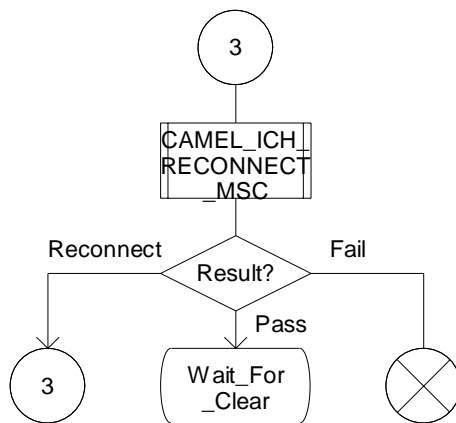 3
CAMEL_ICH_
RECONNECT
_MSC
Reconnect
Result?
Fail
Pass
3
Wait_For
_Clear